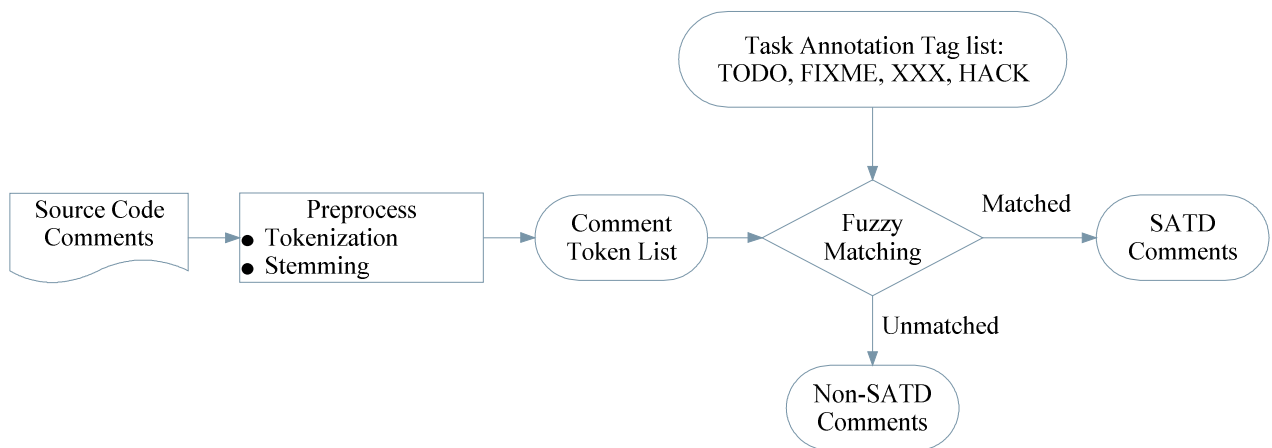 Task Annotation Tag list:
TODO, FIXME, XXX, HACK
Source Code
Comments
Preprocess
● Tokenization
● Stemming
Comment
Token List
Fuzzy
Matching
Matched
SATD
Comments
Unmatched
Non-SATD
Comments